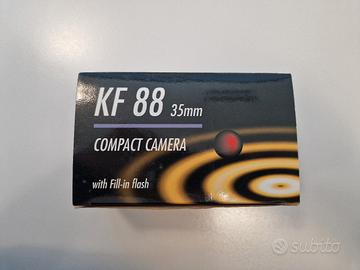 KF 88 35mm
COMPACT CAMERA
with Fill-in flash
subito